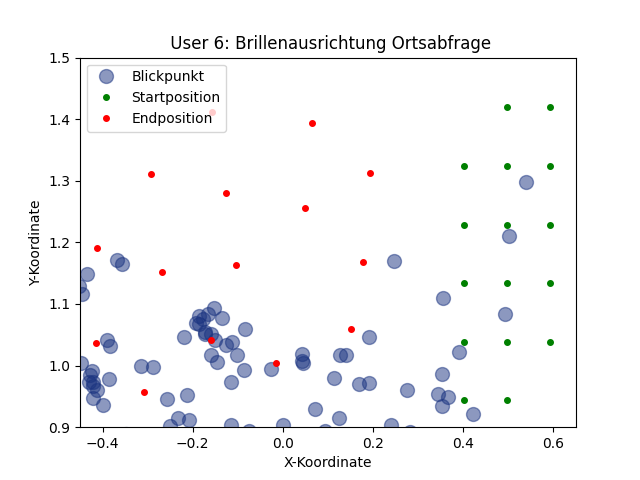 User 6: Brillenausrichtung Ortsabfrage
Blickpunkt
Startposition
Endposition
Y-Koordinate
1.5
1.4
1.3
1.2
1.1
1.0
0.9
−0.4 −0.2 0.0 0.2 0.4 0.6
X-Koordinate